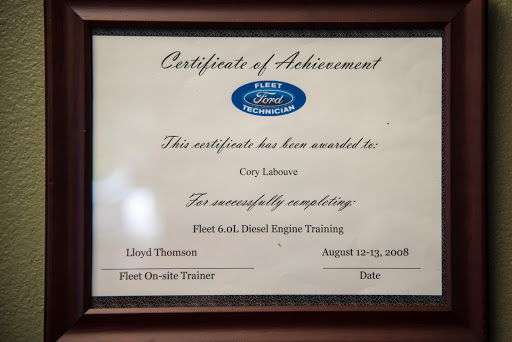 Certificate of Achievement
FLEET
Ford
TECHNICIAN
This certificate has been awarded to:
Cory Labouve
For successfully completing:
Fleet 6.0L Diesel Engine Training
Lloyd Thomson
August 12-13, 2008
Fleet On-site Trainer
Date